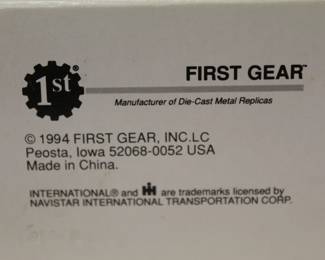 1st®
FIRST GEAR™
Manufacturer of Die-Cast Metal Replicas
© 1994 FIRST GEAR, INC.LC
Peosta, Iowa 52068-0052 USA
Made in China.
INTERNATIONAL® and IH are trademarks licensed by
NAVISTAR INTERNATIONAL TRANSPORTATION CORP.